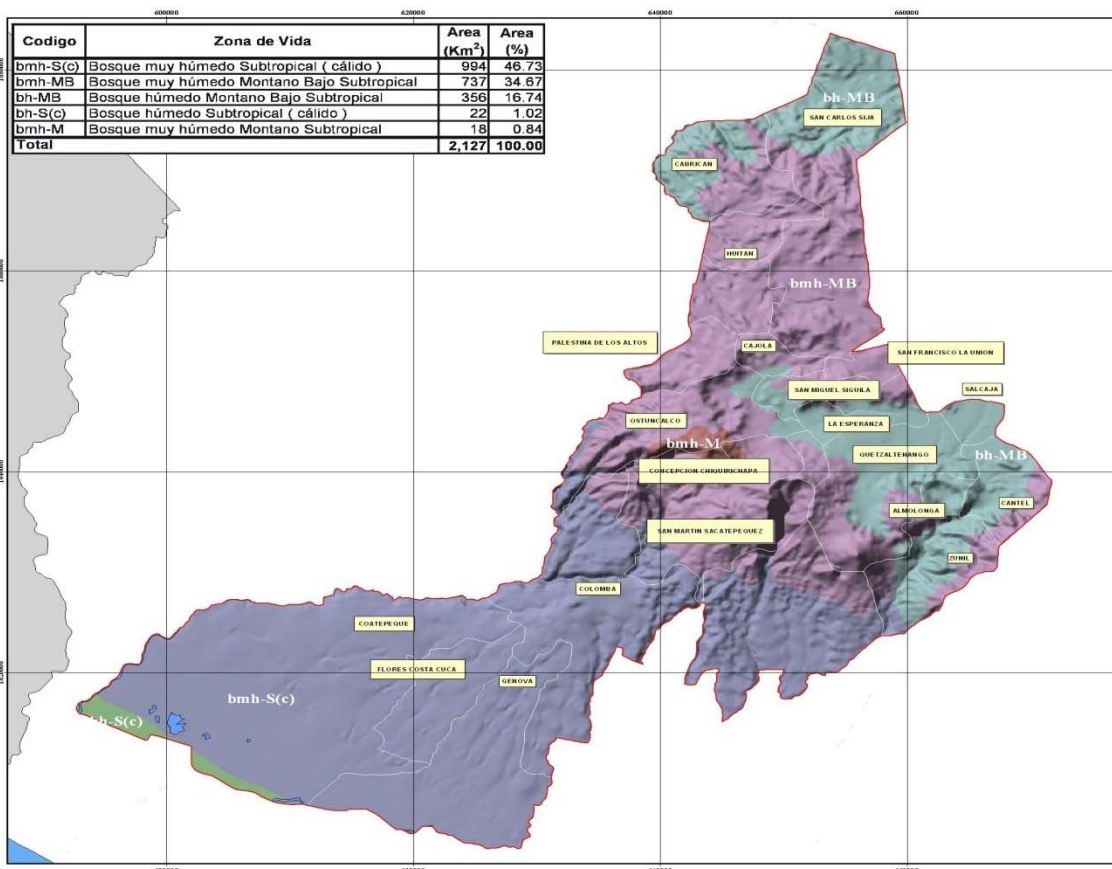 600000 620000 640000 660000
Codigo Zona de Vida Area (Km²) Area (%)
bmh-S(c) Bosque muy húmedo Subtropical ( cálido ) 994 46.73
bmh-MB Bosque muy húmedo Montano Bajo Subtropical 737 34.67
bh-MB Bosque húmedo Montano Bajo Subtropical 356 16.74
bh-S(c) Bosque húmedo Subtropical ( cálido ) 22 1.02
bmh-M Bosque muy húmedo Montano Subtropical 18 0.84
Total 2,127 100.00
bh-MB
SAN CARLOS SIJA
CABRICAN
HUITAN
bmh-MB
PALESTINA DE LOS ALTOS
CAJOLA
SAN FRANCISCO LA UNION
SAN MIGUEL SIGUILA
SALCAJA
OSTUNCALCO
LA ESPERANZA
bmh-M
QUETZALTENANGO
bh-MB
CONCEPCION CHIQUIRICHAPA
CANTEL
ALMOLONGA
SAN MARTIN SACATEPEQUEZ
ZUNIL
COLOMBA
COATEPEQUE
FLORES COSTA CUCA
GENOVA
bmh-S(c)
bh-S(c)